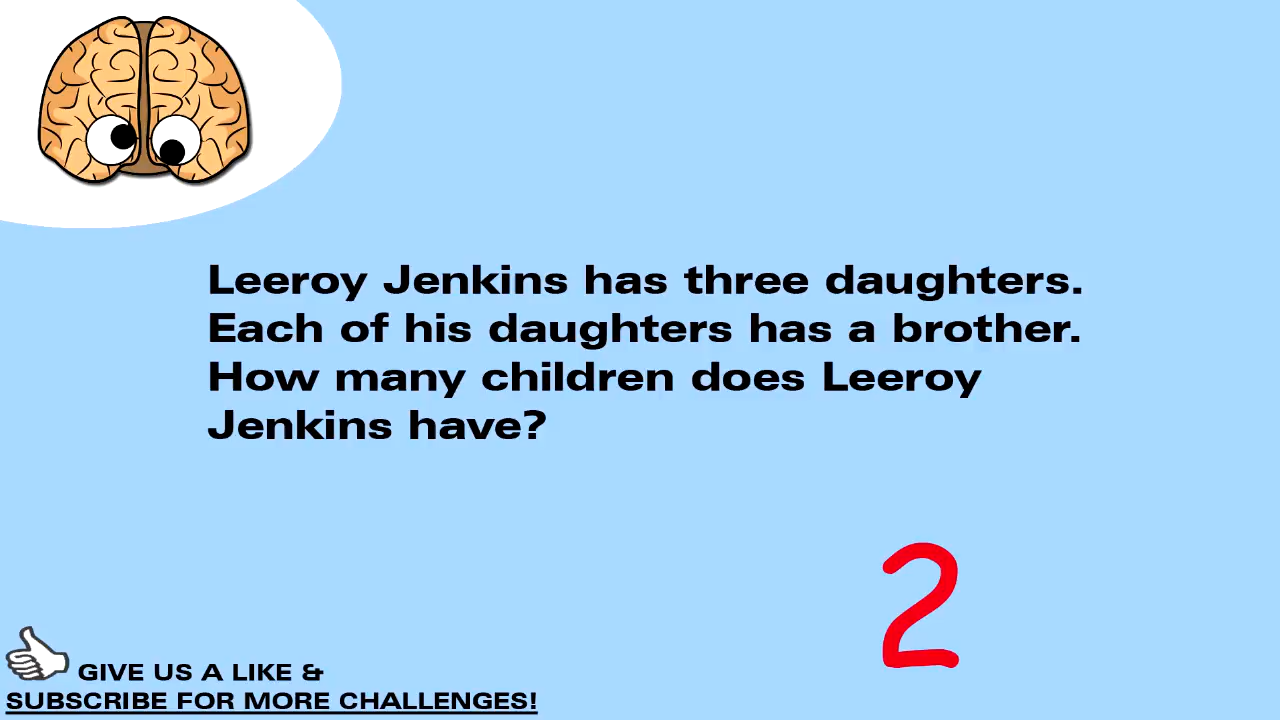 Leeroy Jenkins has three daughters.
Each of his daughters has a brother.
How many children does Leeroy
Jenkins have?
2
GIVE US A LIKE &
SUBSCRIBE FOR MORE CHALLENGES!